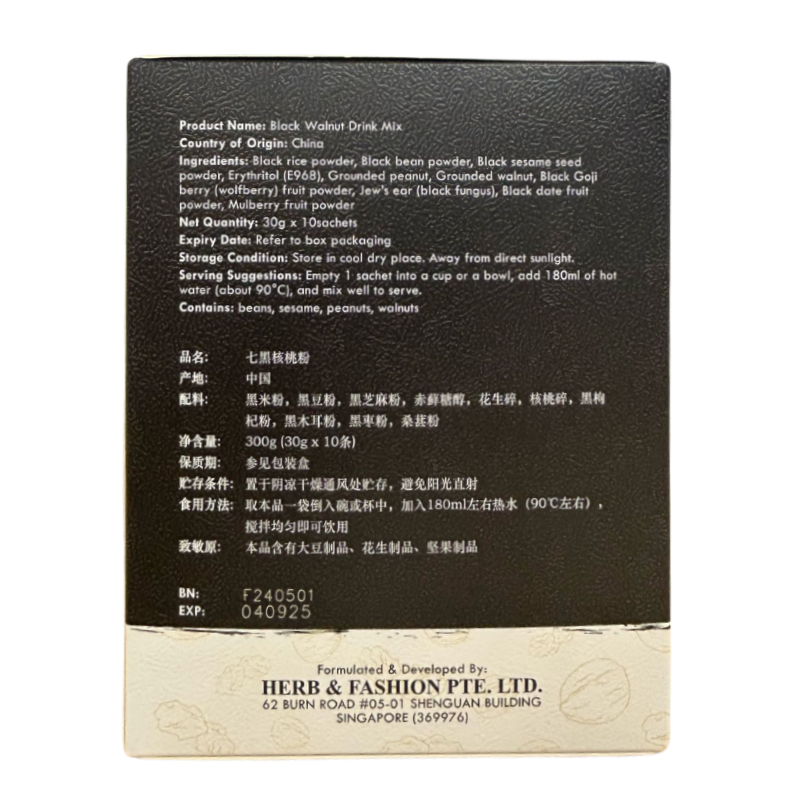 Product Name: Black Walnut Drink Mix
Country of Origin: China
Ingredients: Black rice powder, Black bean powder, Black sesame seed
powder, Erythritol (E968), Grounded peanut, Grounded walnut, Black Goji
berry (wolfberry) fruit powder, Jew's ear (black fungus), Black date fruit
powder, Mulberry fruit powder
Net Quantity: 30g x 10sachets
Expiry Date: Refer to box packaging
Storage Condition: Store in cool dry place. Away from direct sunlight.
Serving Suggestions: Empty 1 sachet into a cup or a bowl, add 180ml of hot
water (about 90°C), and mix well to serve.
Contains: beans, sesame, peanuts, walnuts
品名: 七黑核桃粉
产地: 中国
配料: 黑米粉，黑豆粉，黑芝麻粉，赤藓糖醇，花生碎，核桃碎，黑枸
杞粉，黑木耳粉，黑枣粉，桑葚粉
净含量: 300g (30g x 10条)
保质期: 参见包装盒
贮存条件: 置于阴凉干燥通风处贮存，避免阳光直射
食用方法: 取本品一袋倒入碗或杯中，加入180ml左右热水（90℃左右），
搅拌均匀即可饮用
致敏原: 本品含有大豆制品、花生制品、坚果制品
BN: F240501
EXP: 040925
Formulated & Developed By:
HERB & FASHION PTE. LTD.
62 BURN ROAD #05-01 SHENGUAN BUILDING
SINGAPORE (369976)